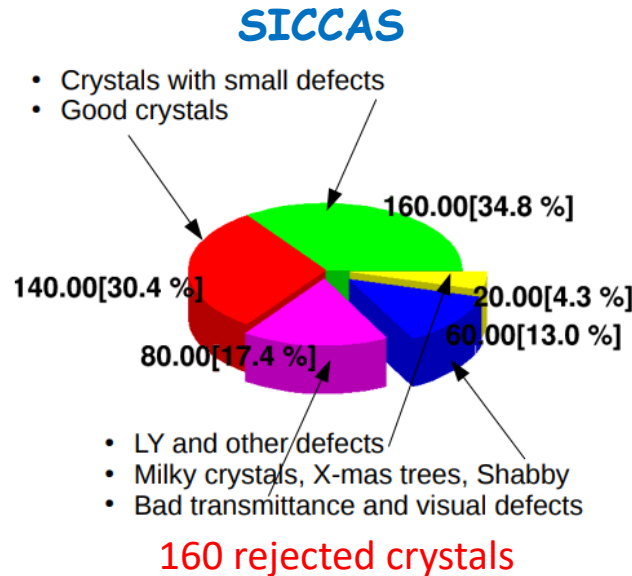 SICCAS
• Crystals with small defects
• Good crystals
160.00[34.8 %]
140.00[30.4 %]
20.00[4.3 %]
60.00[13.0 %]
80.00[17.4 %]
• LY and other defects
• Milky crystals, X-mas trees, Shabby
• Bad transmittance and visual defects
160 rejected crystals